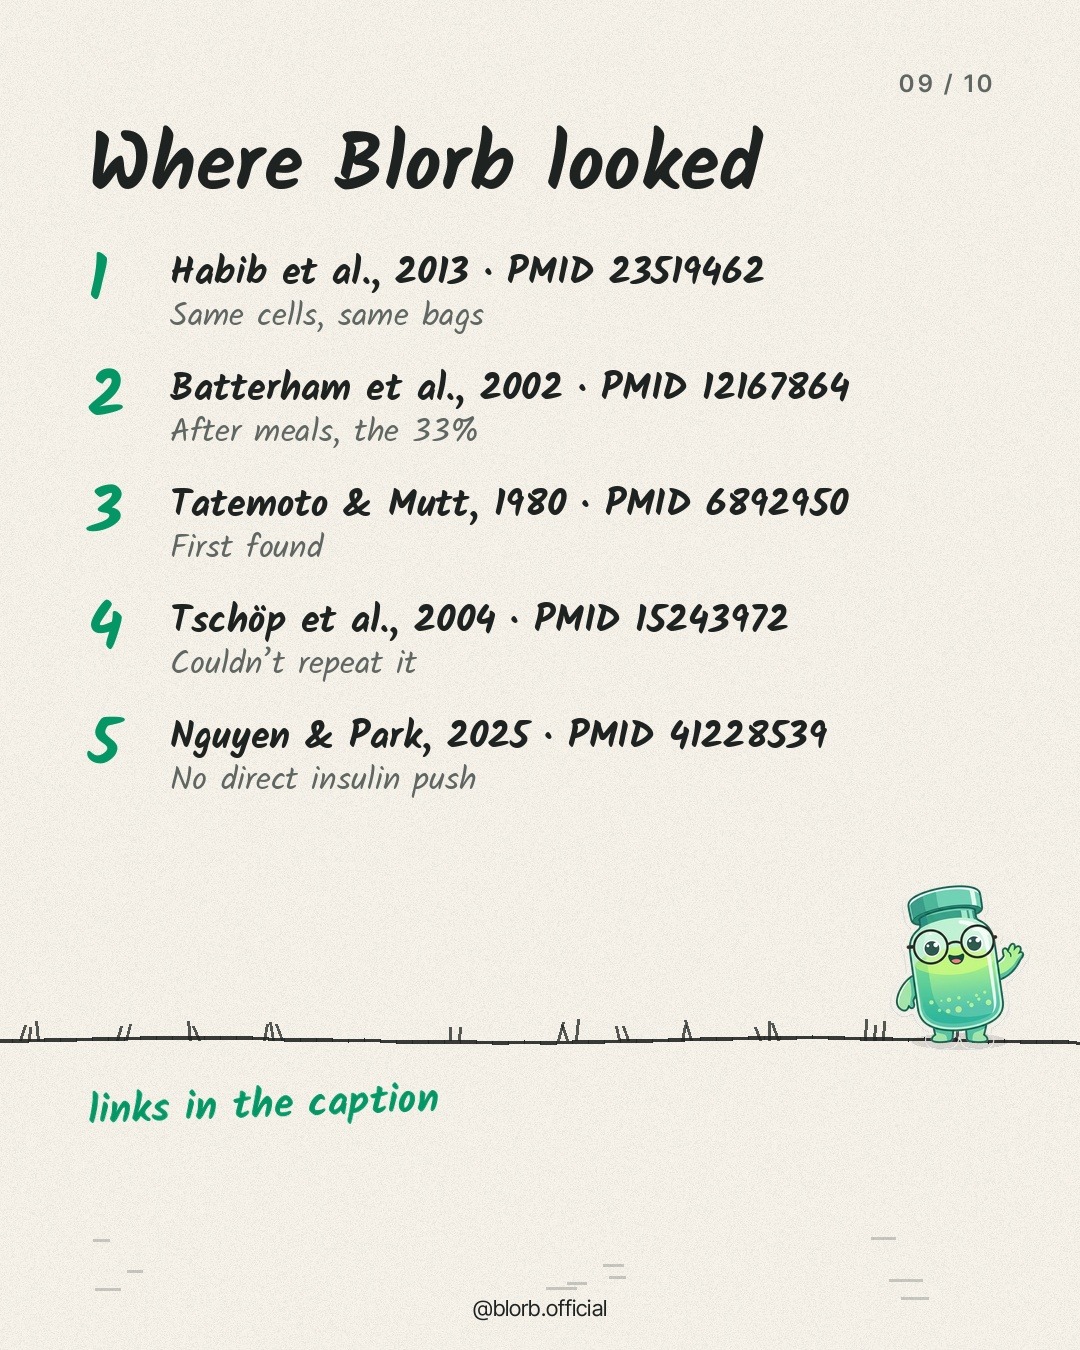 09 / 10
Where Blorb looked
1 Habib et al., 2013 · PMID 23519462
Same cells, same bags
2 Batterham et al., 2002 · PMID 12167864
After meals, the 33%
3 Tatemoto & Mutt, 1980 · PMID 6892950
First found
4 Tschöp et al., 2004 · PMID 15243972
Couldn’t repeat it
5 Nguyen & Park, 2025 · PMID 41228539
No direct insulin push
links in the caption
@blorb.official